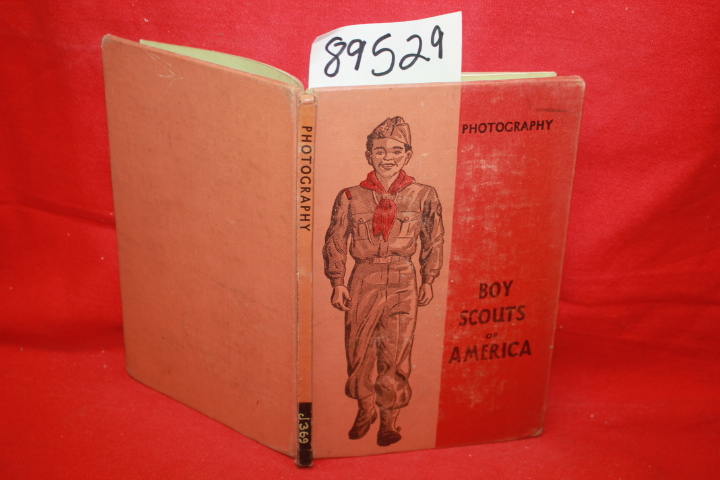 89529
PHOTOGRAPHY
PHOTOGRAPHY
BOY
SCOUTS
OF
AMERICA
J369